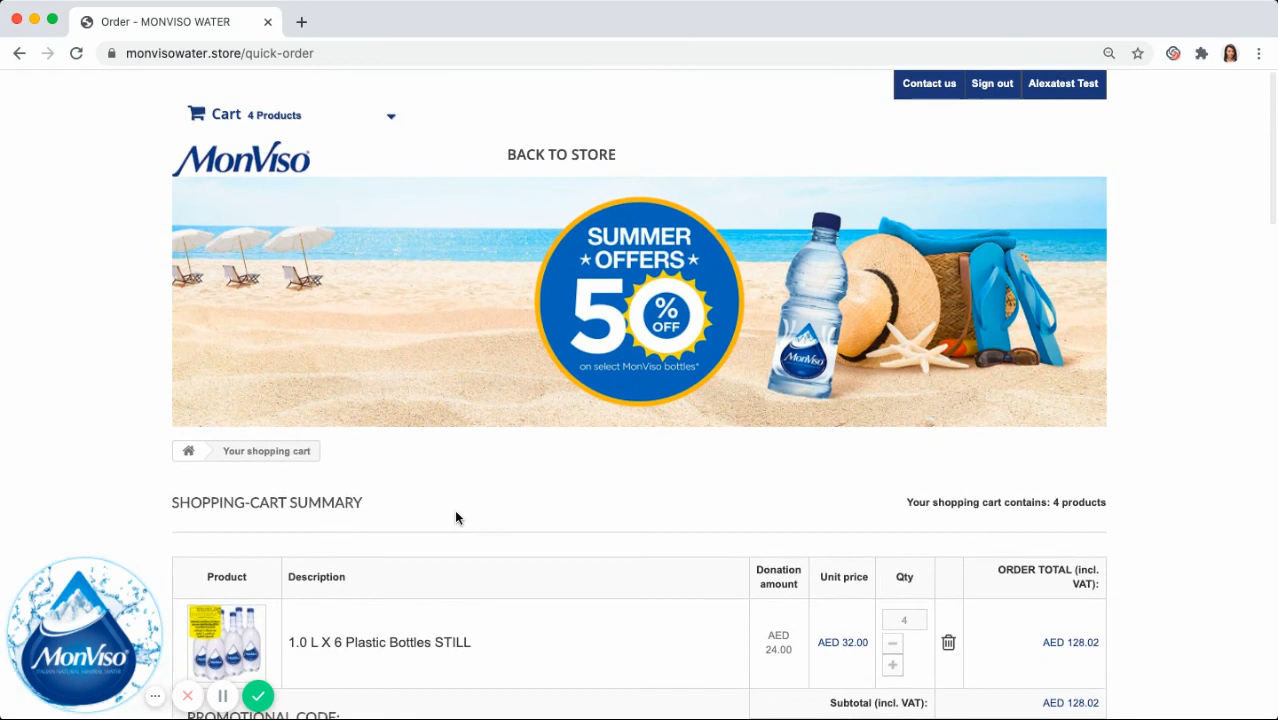 Order - MONVISO WATER
monvisowater.store/quick-order
Contact us
Sign out
Alexatest Test
Cart 4 Products
MonViso
BACK TO STORE
SUMMER
OFFERS
50
%
OFF
on select MonViso bottles*
MonViso
Your shopping cart
SHOPPING-CART SUMMARY
Your shopping cart contains: 4 products
Product
Description
Donation
amount
Unit price
Qty
ORDER TOTAL (incl.
VAT):
1.0 L X 6 Plastic Bottles STILL
AED
24.00
AED 32.00
4
AED 128.02
Subtotal (incl. VAT):
AED 128.02
PROMOTIONAL CODE:
MonViso